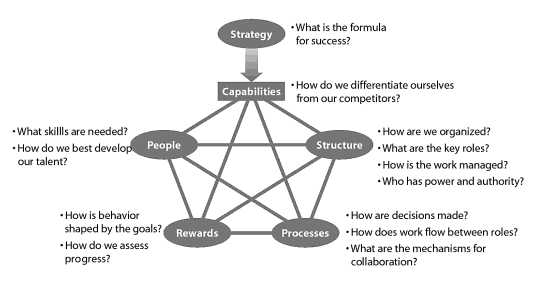 Strategy
• What is the formula
for success?
Capabilities
• How do we differentiate ourselves
from our competitors?
• What skillls are needed?
• How do we best develop
our talent?
People
Structure
• How are we organized?
• What are the key roles?
• How is the work managed?
• Who has power and authority?
• How is behavior
shaped by the goals?
• How do we assess
progress?
Rewards
Processes
• How are decisions made?
• How does work flow between roles?
• What are the mechanisms for
collaboration?